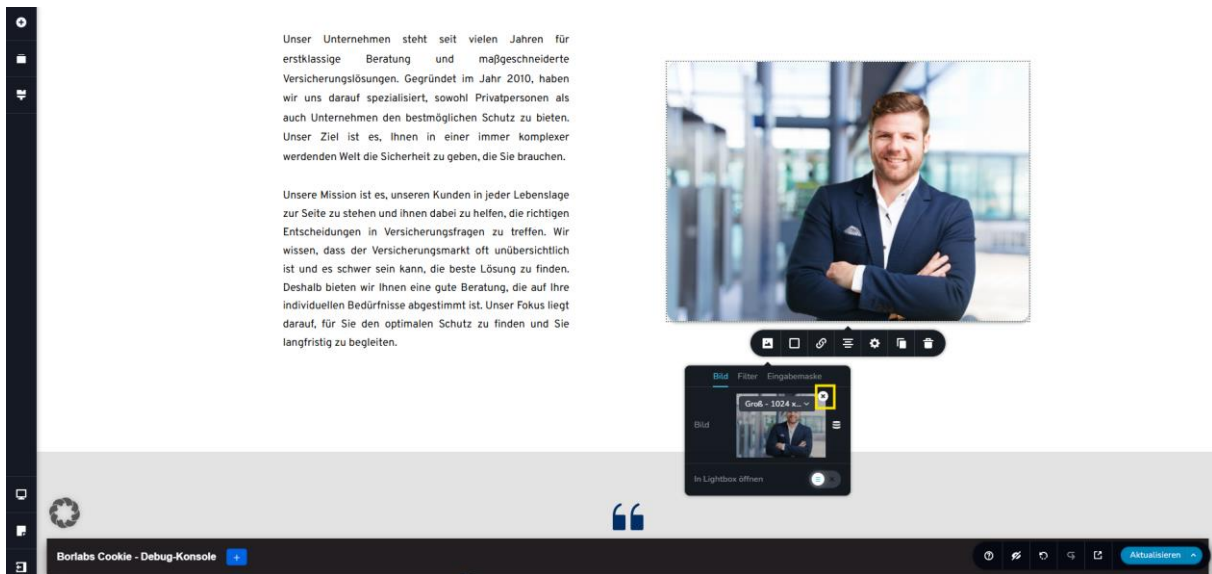 Unser Unternehmen steht seit vielen Jahren für
erstklassige Beratung und maßgeschneiderte
Versicherungslösungen. Gegründet im Jahr 2010, haben
wir uns darauf spezialisiert, sowohl Privatpersonen als
auch Unternehmen den bestmöglichen Schutz zu bieten.
Unser Ziel ist es, Ihnen in einer immer komplexer
werdenden Welt die Sicherheit zu geben, die Sie brauchen.
Unsere Mission ist es, unseren Kunden in jeder Lebenslage
zur Seite zu stehen und ihnen dabei zu helfen, die richtigen
Entscheidungen in Versicherungsfragen zu treffen. Wir
wissen, dass der Versicherungsmarkt oft unübersichtlich
ist und es schwer sein kann, die beste Lösung zu finden.
Deshalb bieten wir Ihnen eine gute Beratung, die auf Ihre
individuellen Bedürfnisse abgestimmt ist. Unser Fokus liegt
darauf, für Sie den optimalen Schutz zu finden und Sie
langfristig zu begleiten.
Bild Filter Eingabemaske
Groß - 1024 x...
Bild
In Lightbox öffnen
“
Borlabs Cookie - Debug-Konsole +
Aktualisieren